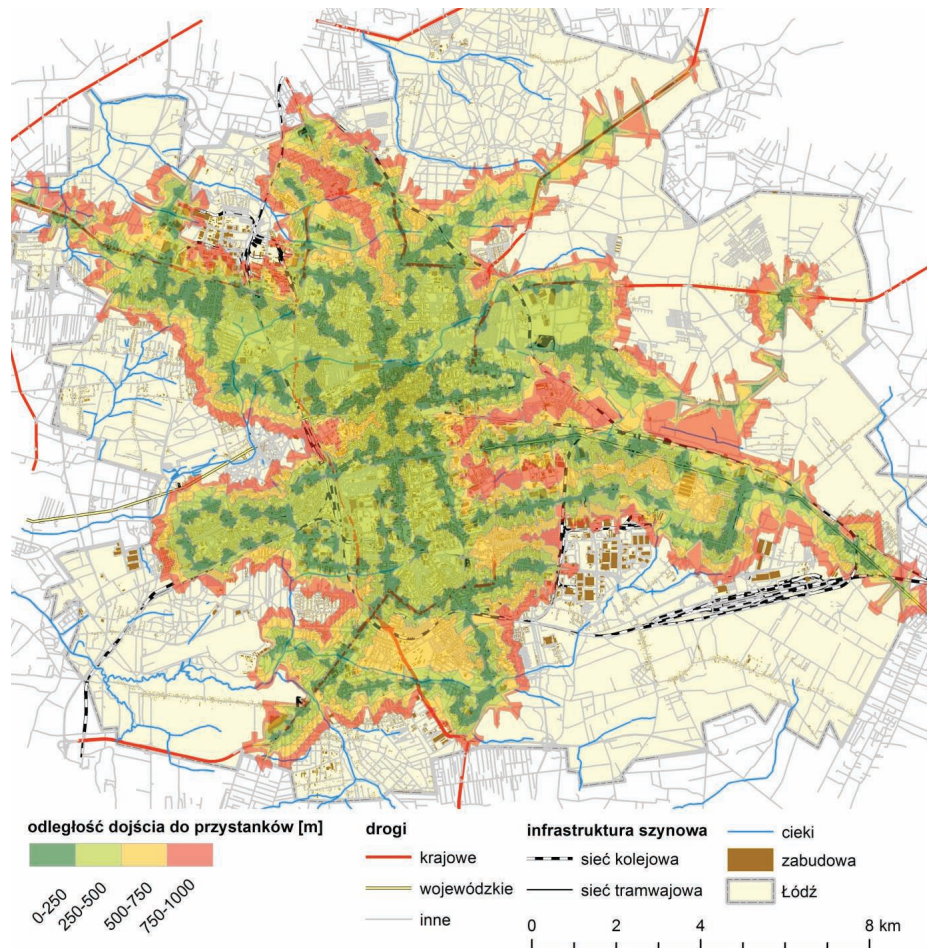 odległość dojścia do przystanków [m]
0-250
250-500
500-750
750-1000
drogi
krajowe
wojewódzkie
inne
infrastruktura szynowa
sieć kolejowa
sieć tramwajowa
cieki
zabudowa
Łódź
0 2 4 8 km